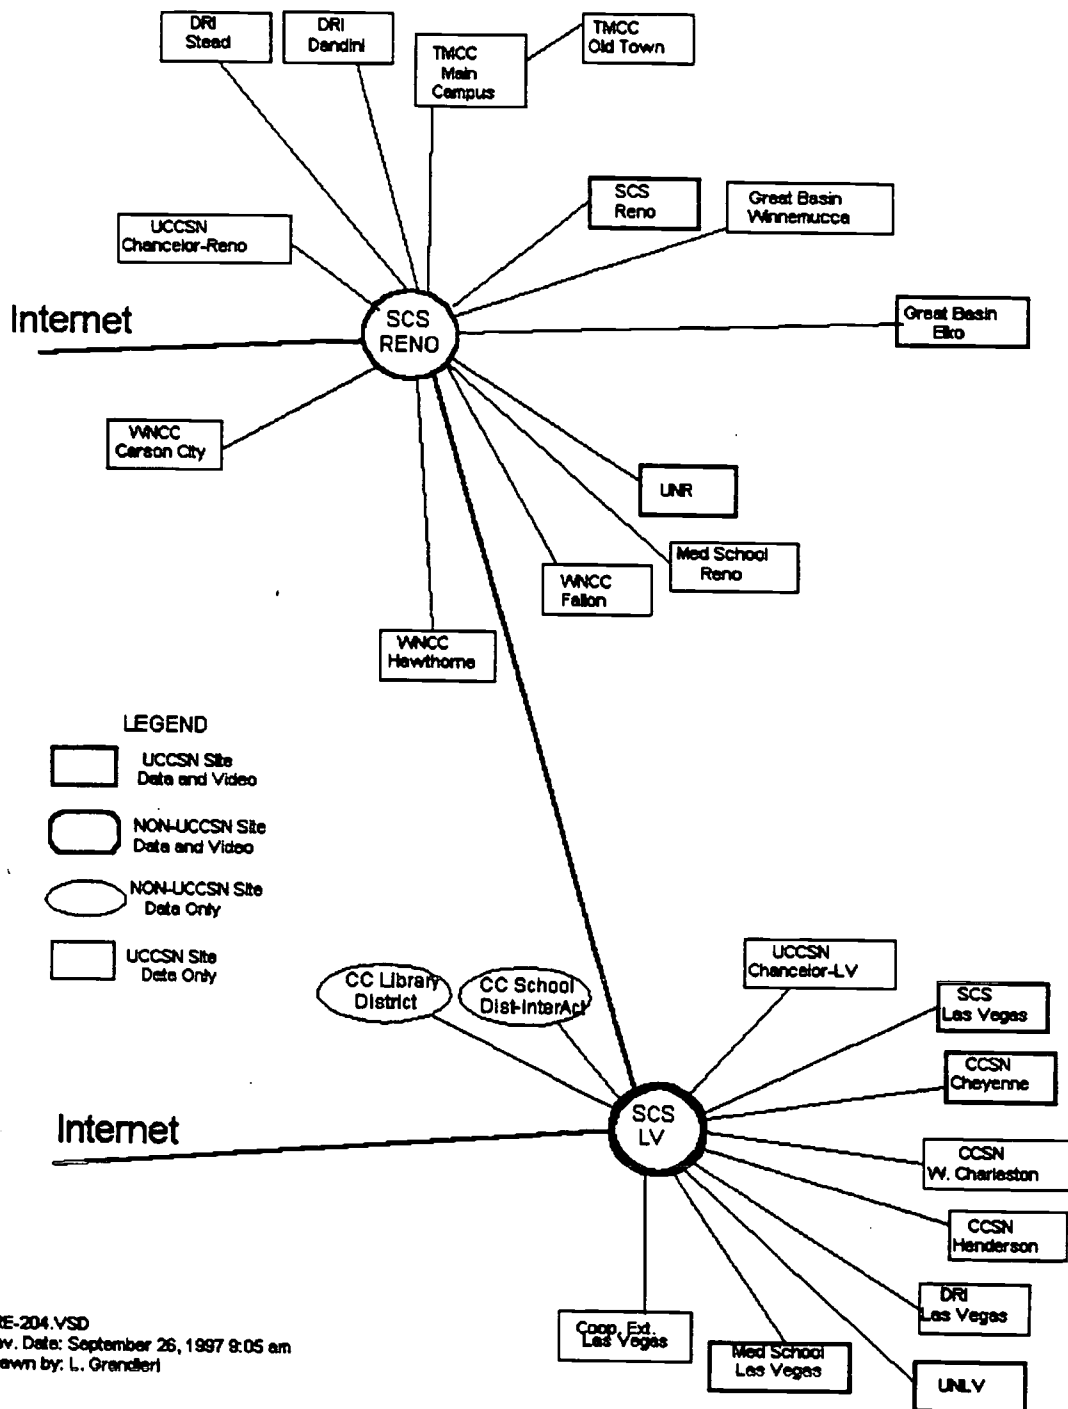 DRI
Stead
DRI
Dandini
TMCC
Main
Campus
TMCC
Old Town
SCS
Reno
Great Basin
Winnemucca
UCCSN
Chancelor-Reno
Internet
SCS
RENO
Great Basin
Elko
WNCC
Carson City
UNR
Med School
Reno
WNCC
Fallon
WNCC
Hawthorne
LEGEND
UCCSN Site
Data and Video
NON-UCCSN Site
Data and Video
NON-UCCSN Site
Data Only
UCCSN Site
Data Only
CC Library
District
CC School
Dist-InterAct
UCCSN
Chancelor-LV
SCS
Las Vegas
CCSN
Cheyenne
Internet
SCS
LV
CCSN
W. Charleston
CCSN
Henderson
DRI
Las Vegas
Coop. Ext.
Las Vegas
Med School
Las Vegas
UNLV
RE-204.VSD
ev. Date: September 26, 1997 9:05 am
awn by: L. Grandieri